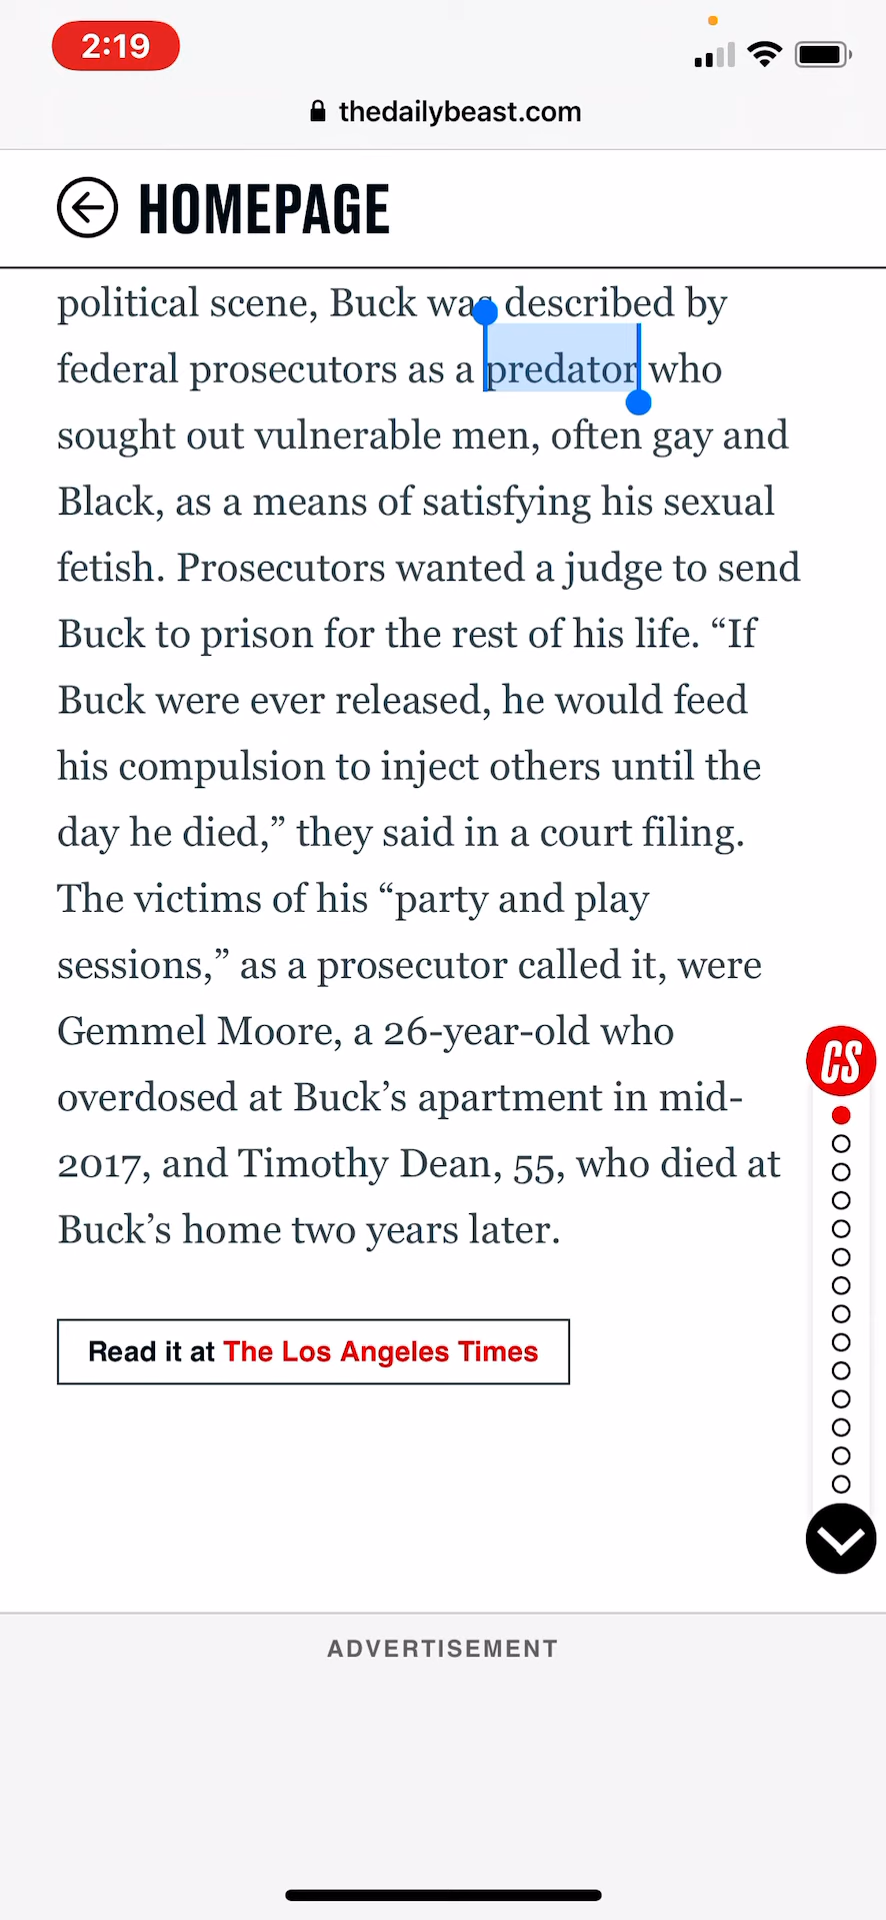 2:19
thedailybeast.com
HOMEPAGE
political scene, Buck was described by
federal prosecutors as a predator who
sought out vulnerable men, often gay and
Black, as a means of satisfying his sexual
fetish. Prosecutors wanted a judge to send
Buck to prison for the rest of his life. “If
Buck were ever released, he would feed
his compulsion to inject others until the
day he died,” they said in a court filing.
The victims of his “party and play
sessions,” as a prosecutor called it, were
Gemmel Moore, a 26-year-old who
overdosed at Buck’s apartment in mid-
2017, and Timothy Dean, 55, who died at
Buck’s home two years later.
CS
Read it at The Los Angeles Times
ADVERTISEMENT